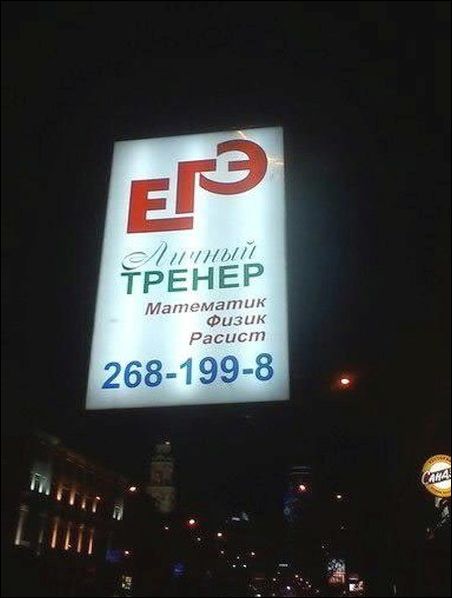 ЕГЭ
Личный
ТРЕНЕР
Математик
Физик
Расист
268-199-8